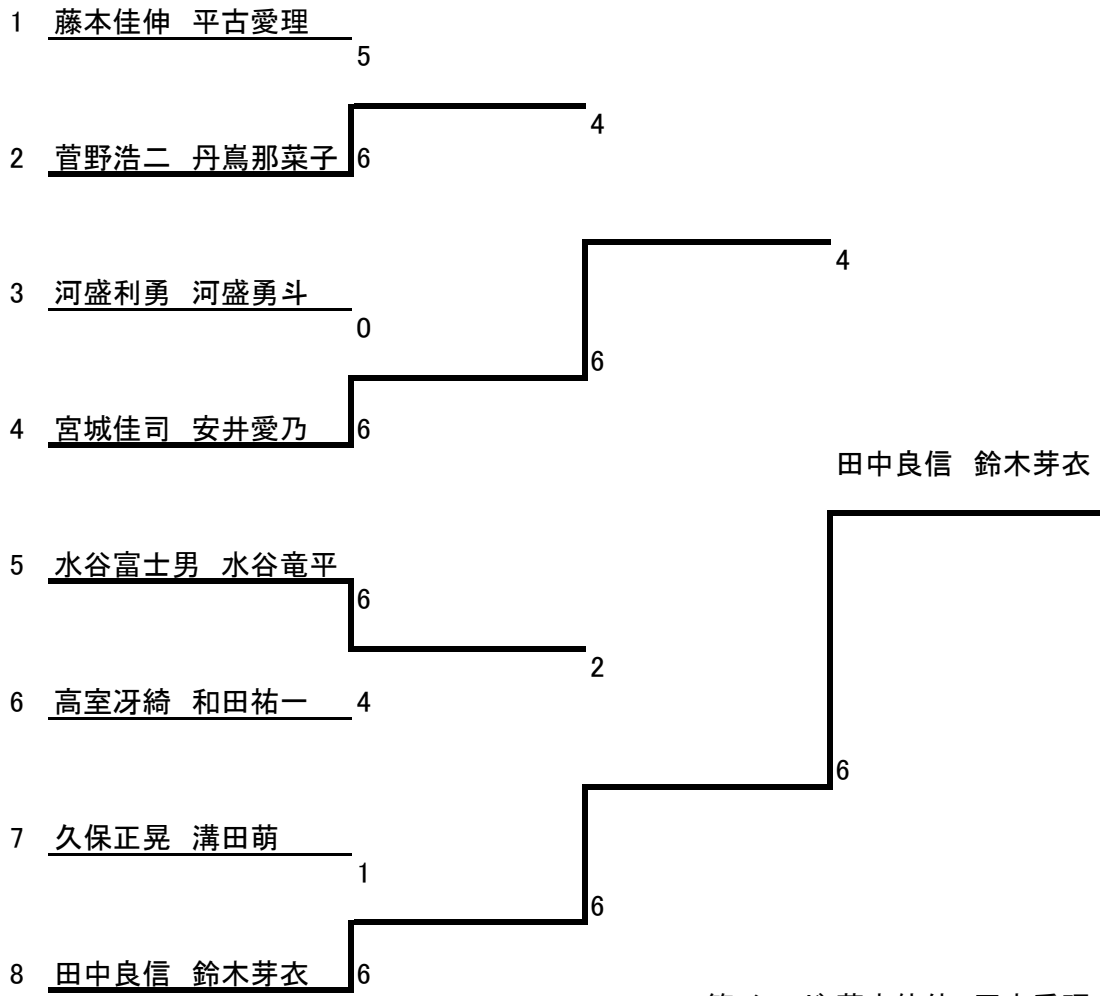 1 藤本佳伸 平古愛理
5
4
2 菅野浩二 丹嶌那菜子 6
4
3 河盛利勇 河盛勇斗
0
6
4 宮城佳司 安井愛乃 6
田中良信 鈴木芽衣
5 水谷富士男 水谷竜平
6
2
6 高室冴綺 和田祐一 4
6
7 久保正晃 溝田萌
1
6
8 田中良信 鈴木芽衣 6